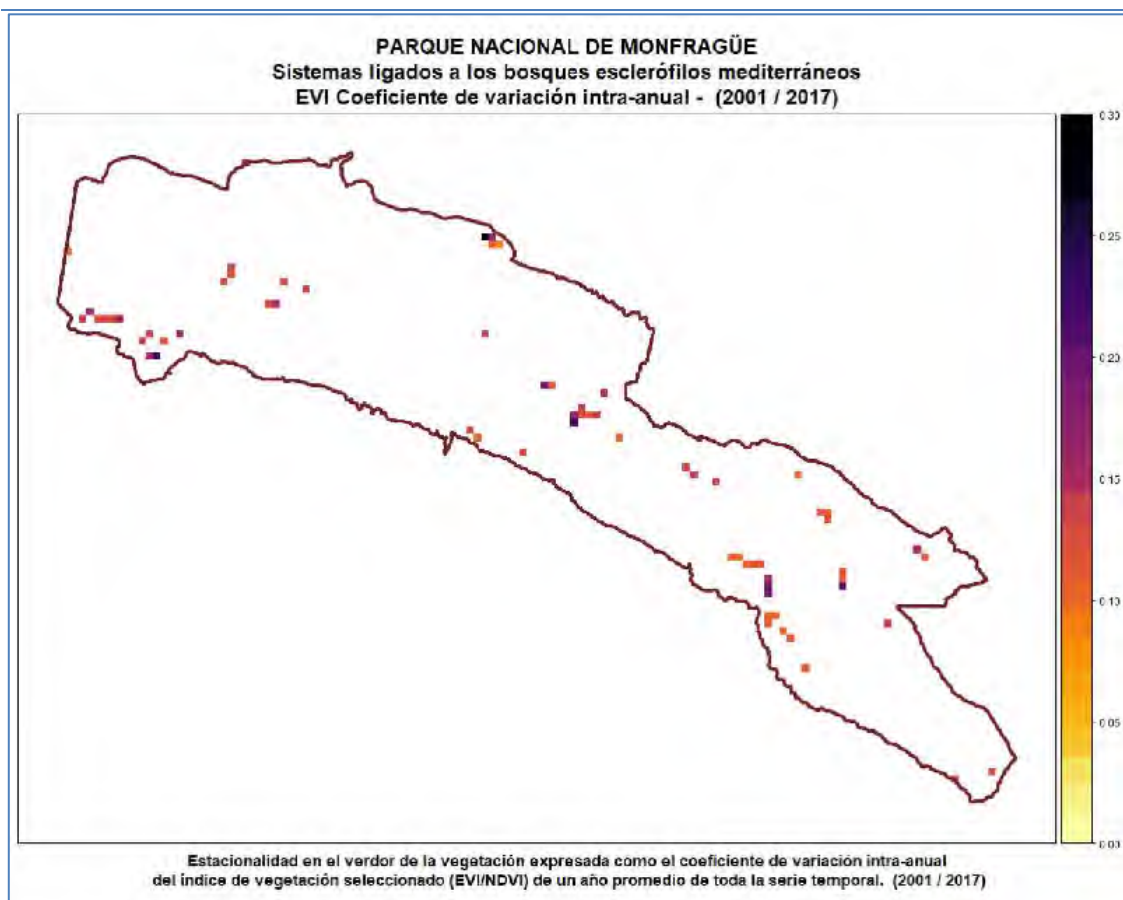 PARQUE NACIONAL DE MONFRAGÜE
Sistemas ligados a los bosques esclerófilos mediterráneos
EVI Coeficiente de variación intra-anual - (2001 / 2017)
0.30
0.25
0.20
0.15
0.10
0.05
0.00
Estacionalidad en el verdor de la vegetación expresada como el coeficiente de variación intra-anual
del índice de vegetación seleccionado (EVI/NDVI) de un año promedio de toda la serie temporal. (2001 / 2017)